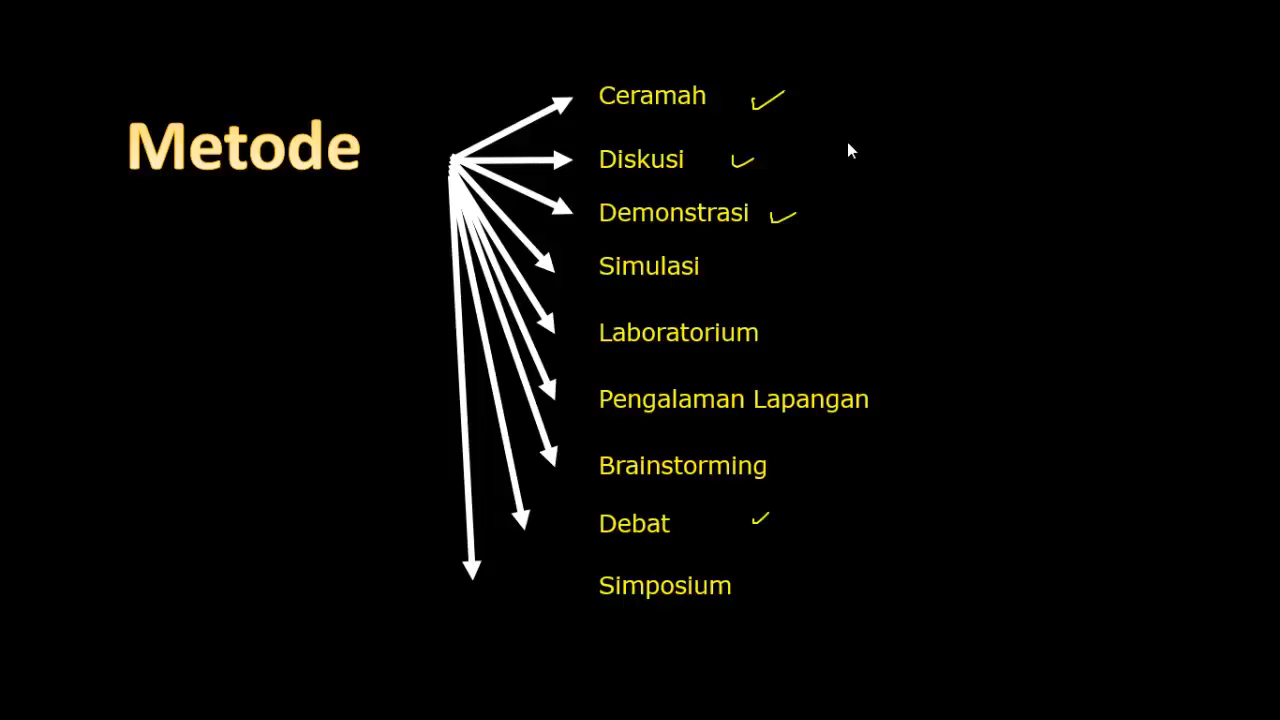 Metode
Ceramah
Diskusi
Demonstrasi
Simulasi
Laboratorium
Pengalaman Lapangan
Brainstorming
Debat
Simposium